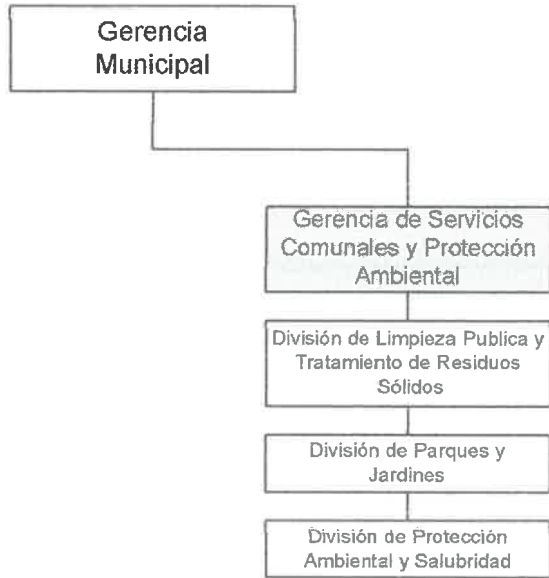 Gerencia
Municipal
Gerencia de Servicios
Comunales y Protección
Ambiental
División de Limpieza Publica y
Tratamiento de Residuos
Sólidos
División de Parques y
Jardines
División de Protección
Ambiental y Salubridad